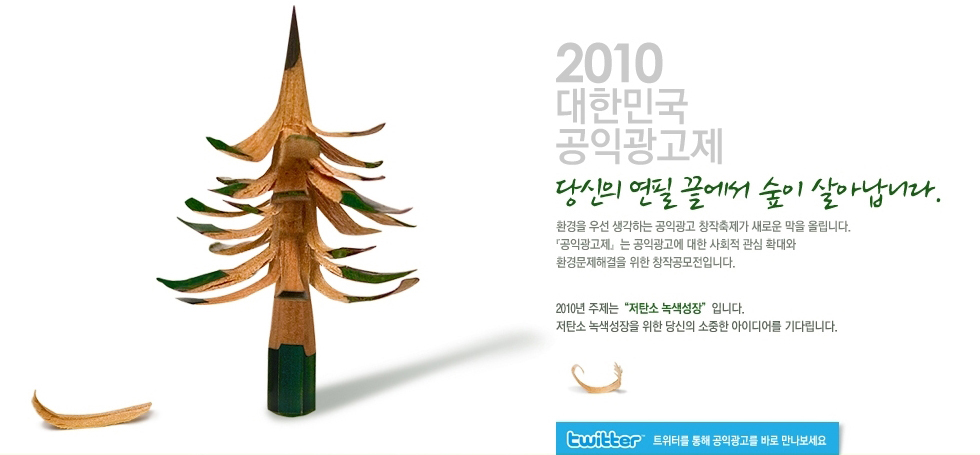 2010
대한민국
공익광고제
당신의 연필 끝에서 숲이 살아납니다.
환경을 우선 생각하는 공익광고 창작축제가 새로운 막을 올립니다.
「공익광고제」는 공익광고에 대한 사회적 관심 확대와
환경문제해결을 위한 창작공모전입니다.
2010년 주제는 “저탄소 녹색성장” 입니다.
저탄소 녹색성장을 위한 당신의 소중한 아이디어를 기다립니다.
twitter™ 트위터를 통해 공익광고를 바로 만나보세요